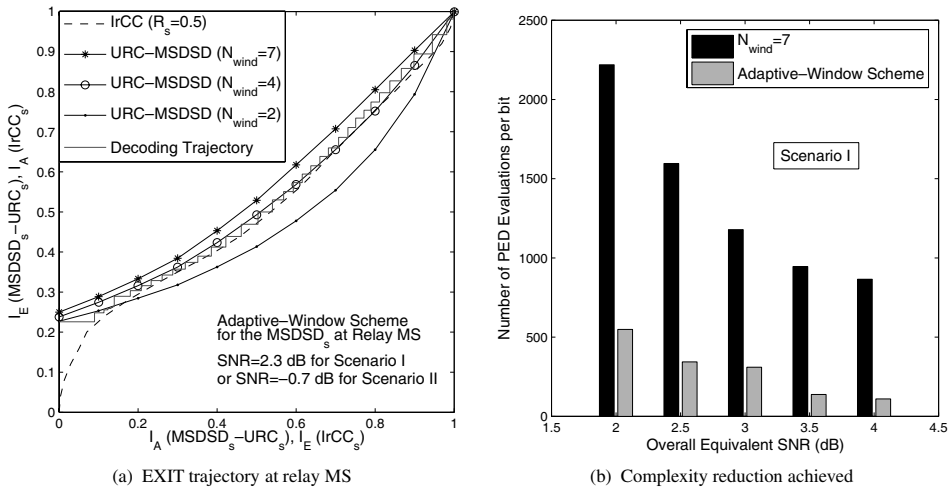 IrCC (R_s=0.5)
URC−MSDSD (N_wind=7)
URC−MSDSD (N_wind=4)
URC−MSDSD (N_wind=2)
Decoding Trajectory
Adaptive−Window Scheme
for the MSDSD_s at Relay MS
SNR=2.3 dB for Scenario I
or SNR=−0.7 dB for Scenario II
I_E (MSDSD_s−URC_s), I_A (IrCC_s)
1
0.9
0.8
0.7
0.6
0.5
0.4
0.3
0.2
0.1
0
0
0.2
0.4
0.6
0.8
1
I_A (MSDSD_s−URC_s), I_E (IrCC_s)
(a) EXIT trajectory at relay MS
N_wind=7
Adaptive−Window Scheme
Scenario I
Number of PED Evaluations per bit
2500
2000
1500
1000
500
0
1.5
2
2.5
3
3.5
4
4.5
Overall Equivalent SNR (dB)
(b) Complexity reduction achieved